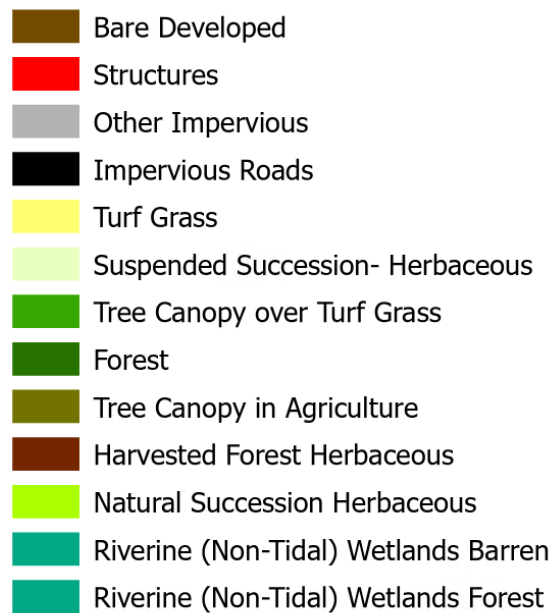 Bare Developed
Structures
Other Impervious
Impervious Roads
Turf Grass
Suspended Succession- Herbaceous
Tree Canopy over Turf Grass
Forest
Tree Canopy in Agriculture
Harvested Forest Herbaceous
Natural Succession Herbaceous
Riverine (Non-Tidal) Wetlands Barren
Riverine (Non-Tidal) Wetlands Forest